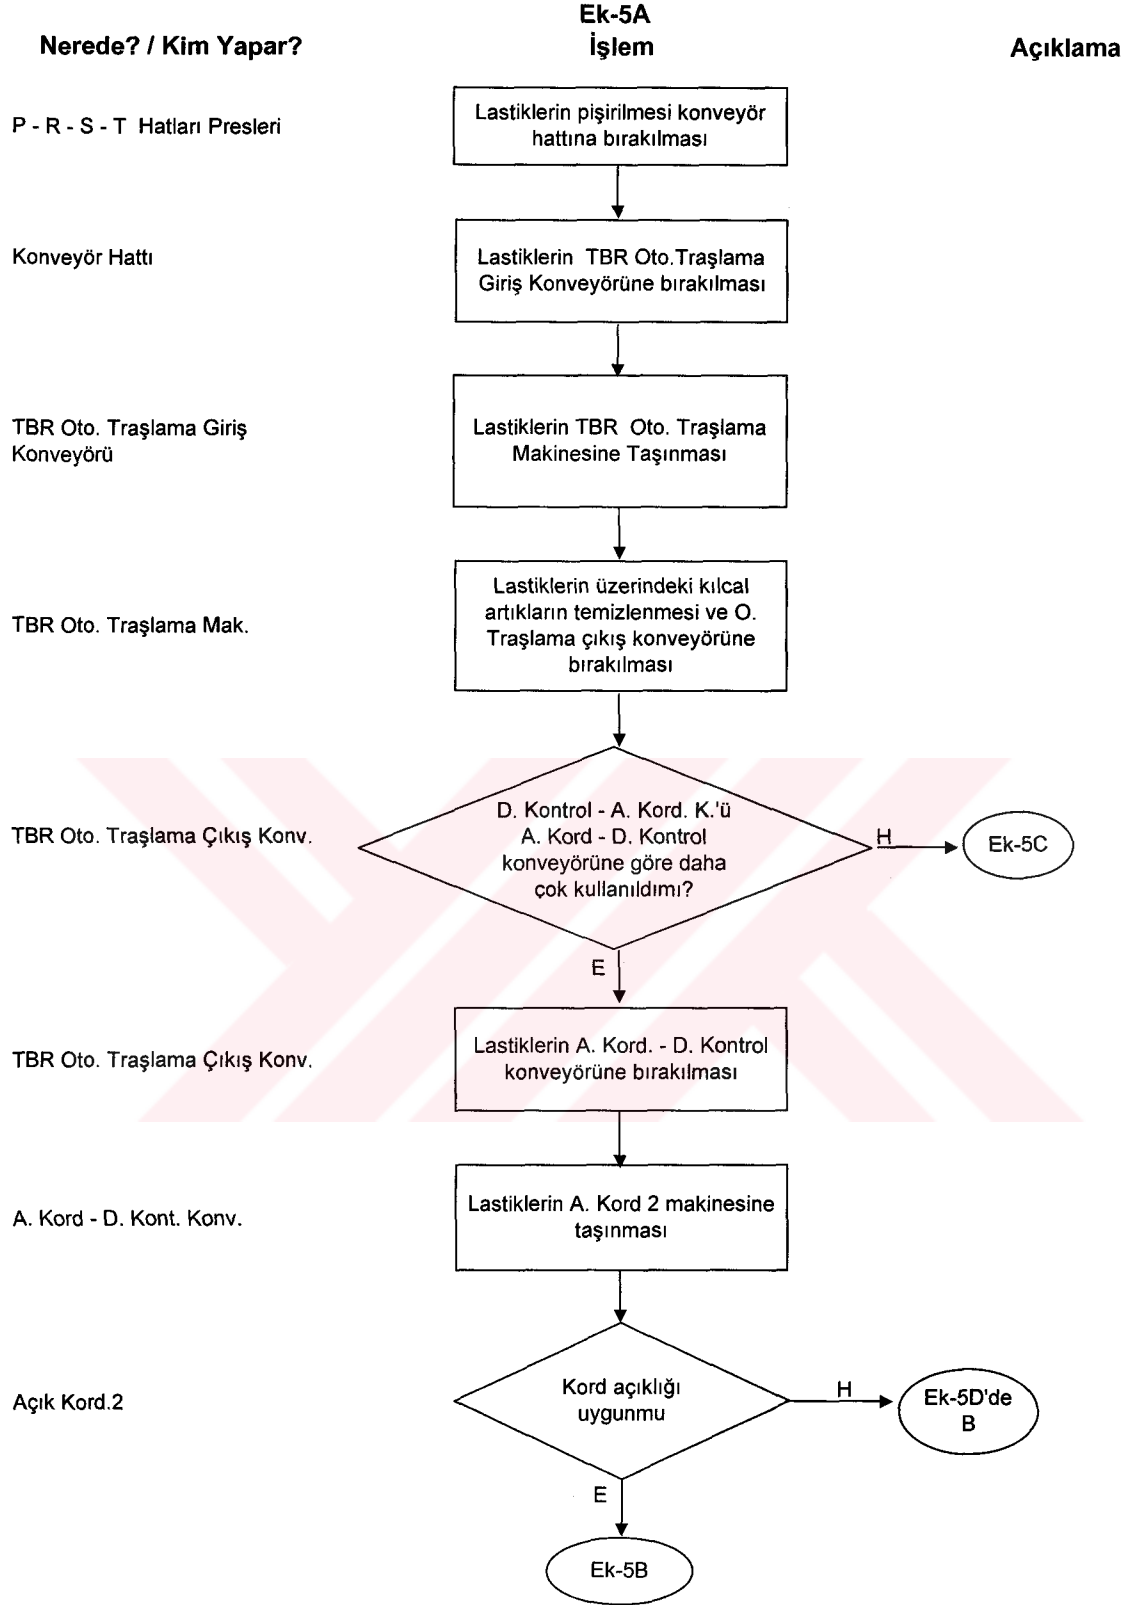 Ek-5A
Nerede? / Kim Yapar?
İşlem
Açıklama
P - R - S - T Hatları Presleri
Lastiklerin pişirilmesi konveyör
hattına bırakılması
Konveyör Hattı
Lastiklerin TBR Oto.Traşlama
Giriş Konveyörüne bırakılması
TBR Oto. Traşlama Giriş
Konveyörü
Lastiklerin TBR Oto. Traşlama
Makinesine Taşınması
TBR Oto. Traşlama Mak.
Lastiklerin üzerindeki kılcal
artıkların temizlenmesi ve O.
Traşlama çıkış konveyörüne
bırakılması
TBR Oto. Traşlama Çıkış Konv.
D. Kontrol - A. Kord. K.'ü
A. Kord - D. Kontrol
konveyörüne göre daha
çok kullanıldımı?
H
Ek-5C
E
TBR Oto. Traşlama Çıkış Konv.
Lastiklerin A. Kord. - D. Kontrol
konveyörüne bırakılması
A. Kord - D. Kont. Konv.
Lastiklerin A. Kord 2 makinesine
taşınması
Açık Kord.2
Kord açıklığı
uygunmu
H
Ek-5D'de
B
E
Ek-5B